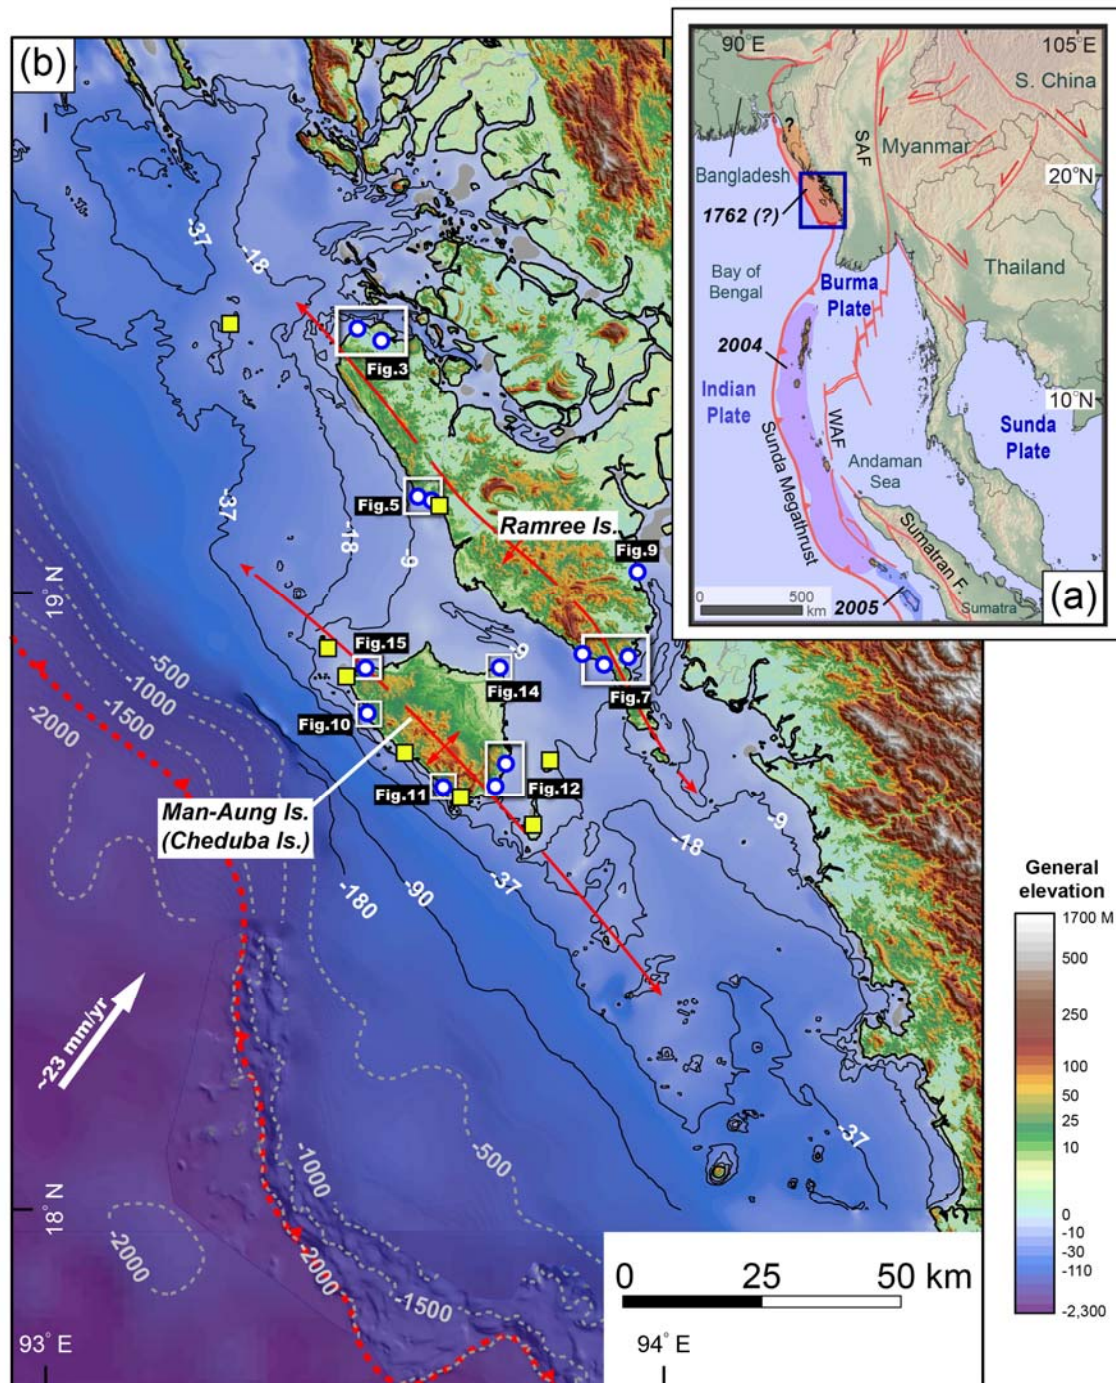 (b)
-37
-18
Fig.3
-37
-18
-9
Fig.5
Ramree Is.
Fig.9
19° N
-500
-1000
-1500
-2000
Fig.15
-9
Fig.14
Fig.7
Fig.10
Fig.11
Fig.12
Man-Aung Is.
(Cheduba Is.)
-9
-18
-37
-90
-180
~23 mm/yr
-500
-37
-1000
18° N
-2000
-2000
-1500
0 25 50 km
93° E
94° E
90°E
105°E
S. China
?
SAF
Myanmar
Bangladesh
20°N
1762 (?)
Bay of
Bengal
Burma
Plate
Thailand
2004
Indian
Plate
10°N
Sunda
Plate
WAF
Andaman
Sea
Sunda Megathrust
Sumatran F.
0 500
km
2005
Sumatra
(a)
General
elevation
1700 M
500
250
100
50
25
10
0
-10
-30
-110
-2,300